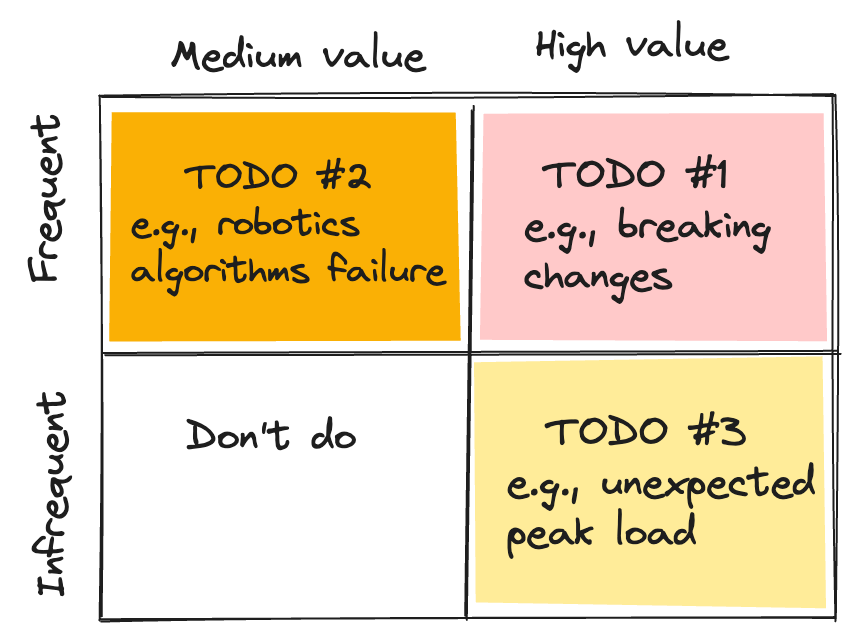 Medium value
High value
Frequent
TODO #2
e.g., robotics
algorithms failure
TODO #1
e.g., breaking
changes
Infrequent
Don't do
TODO #3
e.g., unexpected
peak load